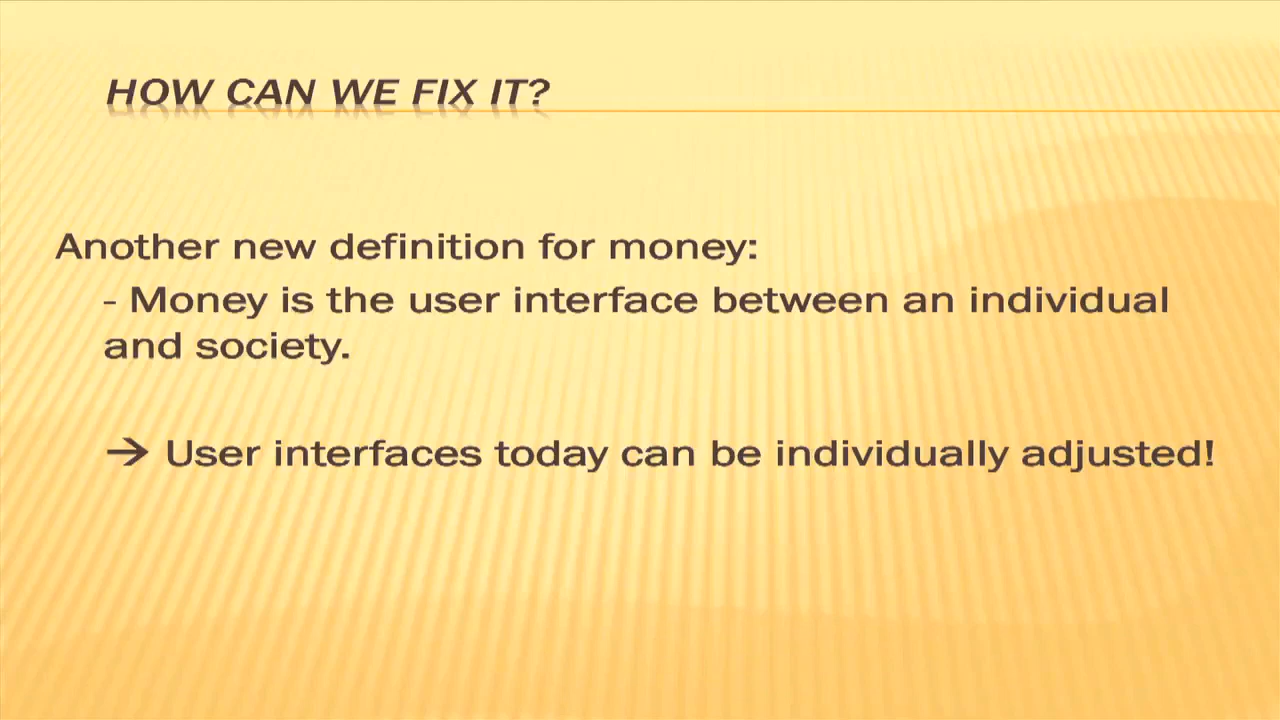 HOW CAN WE FIX IT?
Another new definition for money:
- Money is the user interface between an individual
and society.
→ User interfaces today can be individually adjusted!